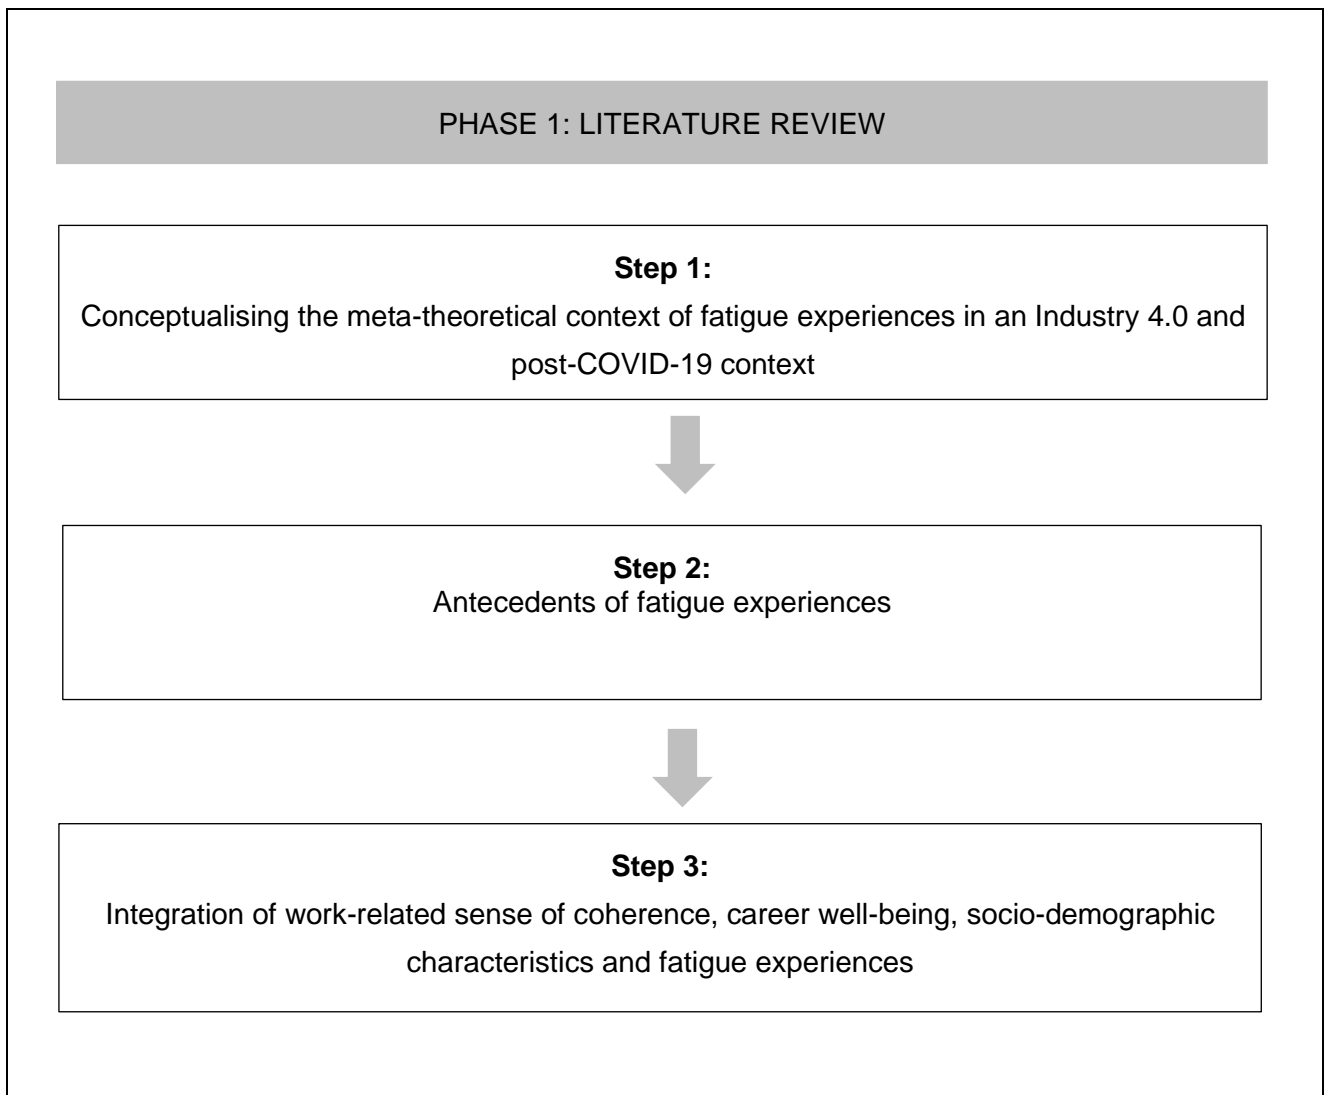 PHASE 1: LITERATURE REVIEW
Step 1:
Conceptualising the meta-theoretical context of fatigue experiences in an Industry 4.0 and
post-COVID-19 context
Step 2:
Antecedents of fatigue experiences
Step 3:
Integration of work-related sense of coherence, career well-being, socio-demographic
characteristics and fatigue experiences